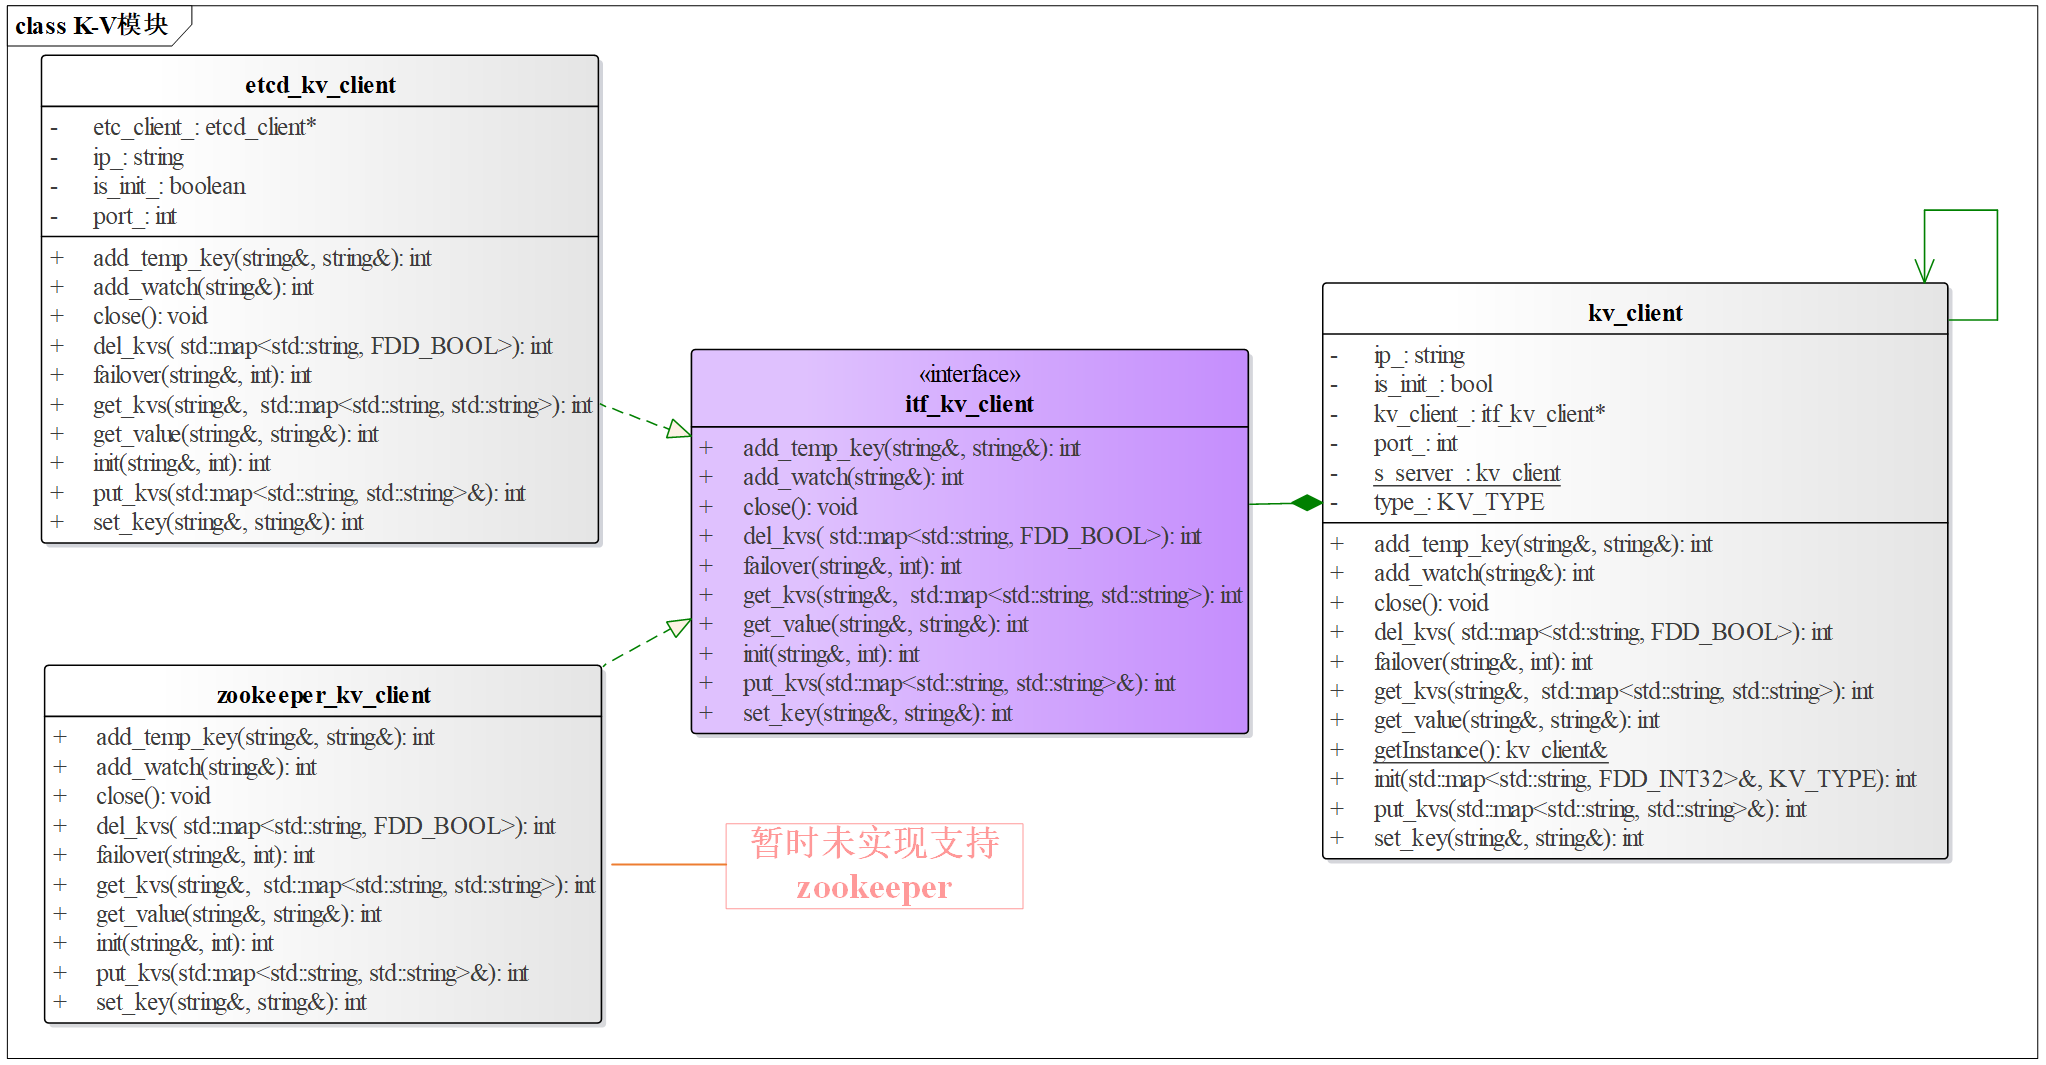 class K-V模块
etcd_kv_client
- etc_client_: etcd_client*
- ip_: string
- is_init_: boolean
- port_: int
+ add_temp_key(string&, string&): int
+ add_watch(string&): int
+ close(): void
+ del_kvs( std::map<std::string, FDD_BOOL>): int
+ failover(string&, int): int
+ get_kvs(string&,  std::map<std::string, std::string>): int
+ get_value(string&, string&): int
+ init(string&, int): int
+ put_kvs(std::map<std::string, std::string>&): int
+ set_key(string&, string&): int
«interface»
itf_kv_client
+ add_temp_key(string&, string&): int
+ add_watch(string&): int
+ close(): void
+ del_kvs( std::map<std::string, FDD_BOOL>): int
+ failover(string&, int): int
+ get_kvs(string&,  std::map<std::string, std::string>): int
+ get_value(string&, string&): int
+ init(string&, int): int
+ put_kvs(std::map<std::string, std::string>&): int
+ set_key(string&, string&): int
kv_client
- ip_: string
- is_init_: bool
- kv_client_: itf_kv_client*
- port_: int
- s_server_: kv_client
- type_: KV_TYPE
+ add_temp_key(string&, string&): int
+ add_watch(string&): int
+ close(): void
+ del_kvs( std::map<std::string, FDD_BOOL>): int
+ failover(string&, int): int
+ get_kvs(string&,  std::map<std::string, std::string>): int
+ get_value(string&, string&): int
+ getInstance(): kv_client&
+ init(std::map<std::string, FDD_INT32>&, KV_TYPE): int
+ put_kvs(std::map<std::string, std::string>&): int
+ set_key(string&, string&): int
zookeeper_kv_client
+ add_temp_key(string&, string&): int
+ add_watch(string&): int
+ close(): void
+ del_kvs( std::map<std::string, FDD_BOOL>): int
+ failover(string&, int): int
+ get_kvs(string&,  std::map<std::string, std::string>): int
+ get_value(string&, string&): int
+ init(string&, int): int
+ put_kvs(std::map<std::string, std::string>&): int
+ set_key(string&, string&): int
暂时未实现支持
zookeeper